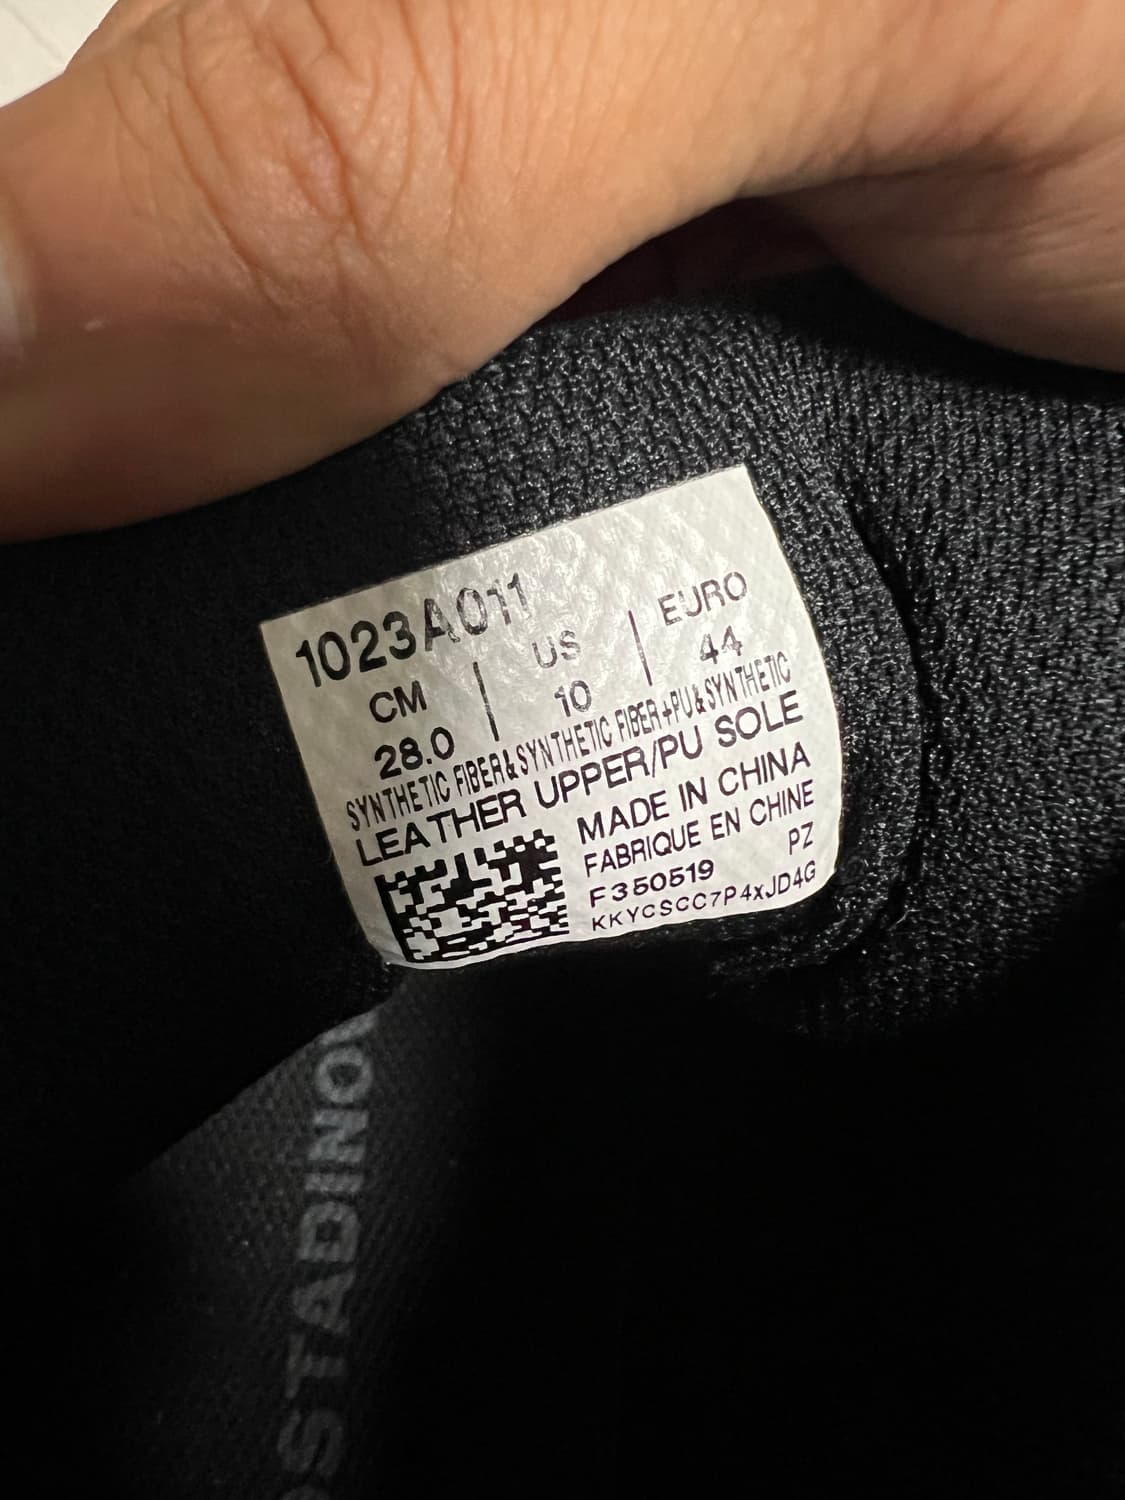 1023A011
CM | US | EURO
28.0 | 10 | 44
SYNTHETIC FIBER&SYNTHETIC FIBER+PU&SYNTHETIC
LEATHER UPPER/PU SOLE
MADE IN CHINA
FABRIQUE EN CHINE
F350519 PZ
KKYCSCC7P4xJD4G